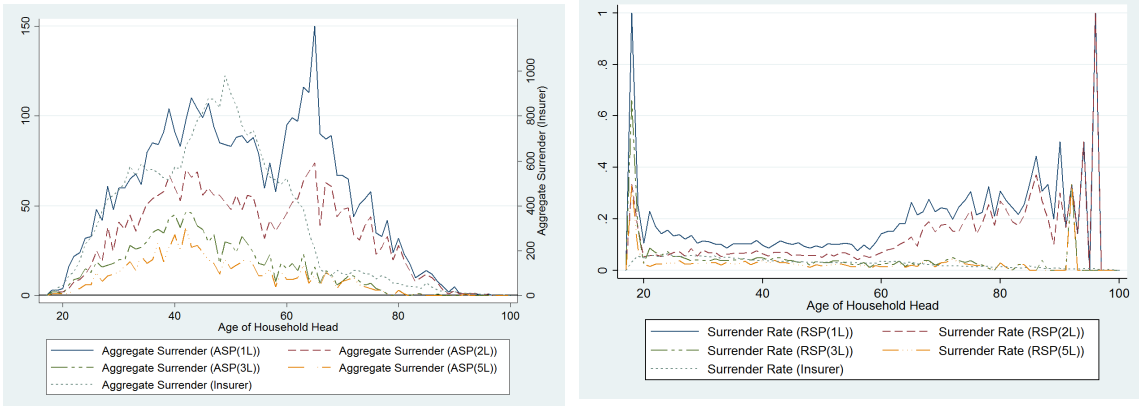 150
100
50
0
1000
800
600
400
200
0
Aggregate Surrender (Insurer)
20 40 60 80 100
Age of Household Head
Aggregate Surrender (ASP(1L)) Aggregate Surrender (ASP(2L))
Aggregate Surrender (ASP(3L)) Aggregate Surrender (ASP(5L))
Aggregate Surrender (Insurer)
1
.8
.6
.4
.2
0
20 40 60 80 100
Age of Household Head
Surrender Rate (RSP(1L)) Surrender Rate (RSP(2L))
Surrender Rate (RSP(3L)) Surrender Rate (RSP(5L))
Surrender Rate (Insurer)